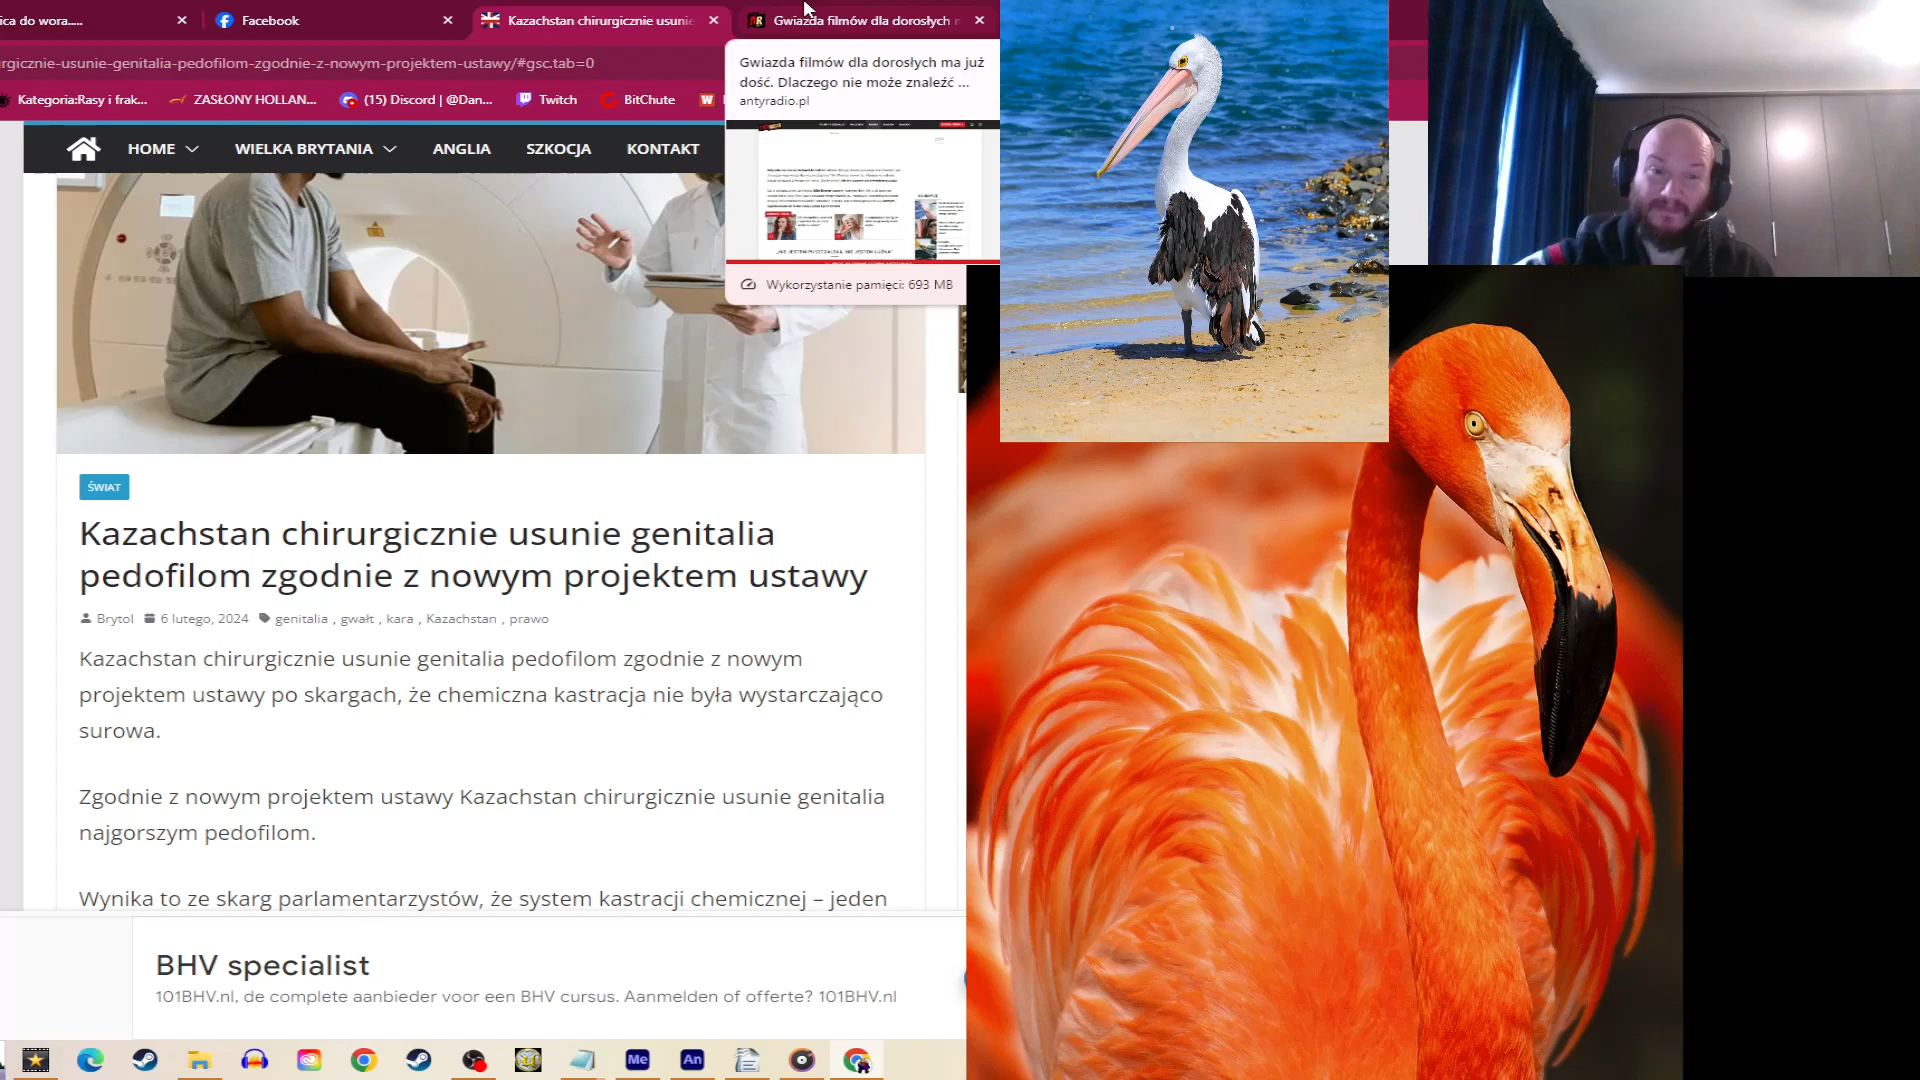 ica do wora.....
Facebook
Kazachstan chirurgicznie usunie
Gwiazda filmów dla dorosłych
rgicznie-usunie-genitalia-pedofilom-zgodnie-z-nowym-projektem-ustawy/#gsc.tab=0
Kategoria:Rasy i frak...
ZASŁONY HOLLAN...
(15) Discord | @Dan...
Twitch
BitChute
Gwiazda filmów dla dorosłych ma już
dość. Dlaczego nie może znaleźć ...
antyradio.pl
Wykorzystanie pamięci: 693 MB
HOME
WIELKA BRYTANIA
ANGLIA
SZKOCJA
KONTAKT
ŚWIAT
Kazachstan chirurgicznie usunie genitalia
pedofilom zgodnie z nowym projektem ustawy
Brytol 6 lutego, 2024 genitalia , gwałt , kara , Kazachstan , prawo
Kazachstan chirurgicznie usunie genitalia pedofilom zgodnie z nowym
projektem ustawy po skargach, że chemiczna kastracja nie była wystarczająco
surowa.
Zgodnie z nowym projektem ustawy Kazachstan chirurgicznie usunie genitalia
najgorszym pedofilom.
Wynika to ze skarg parlamentarzystów, że system kastracji chemicznej – jeden
BHV specialist
101BHV.nl, de complete aanbieder voor een BHV cursus. Aanmelden of offerte? 101BHV.nl
Me
An